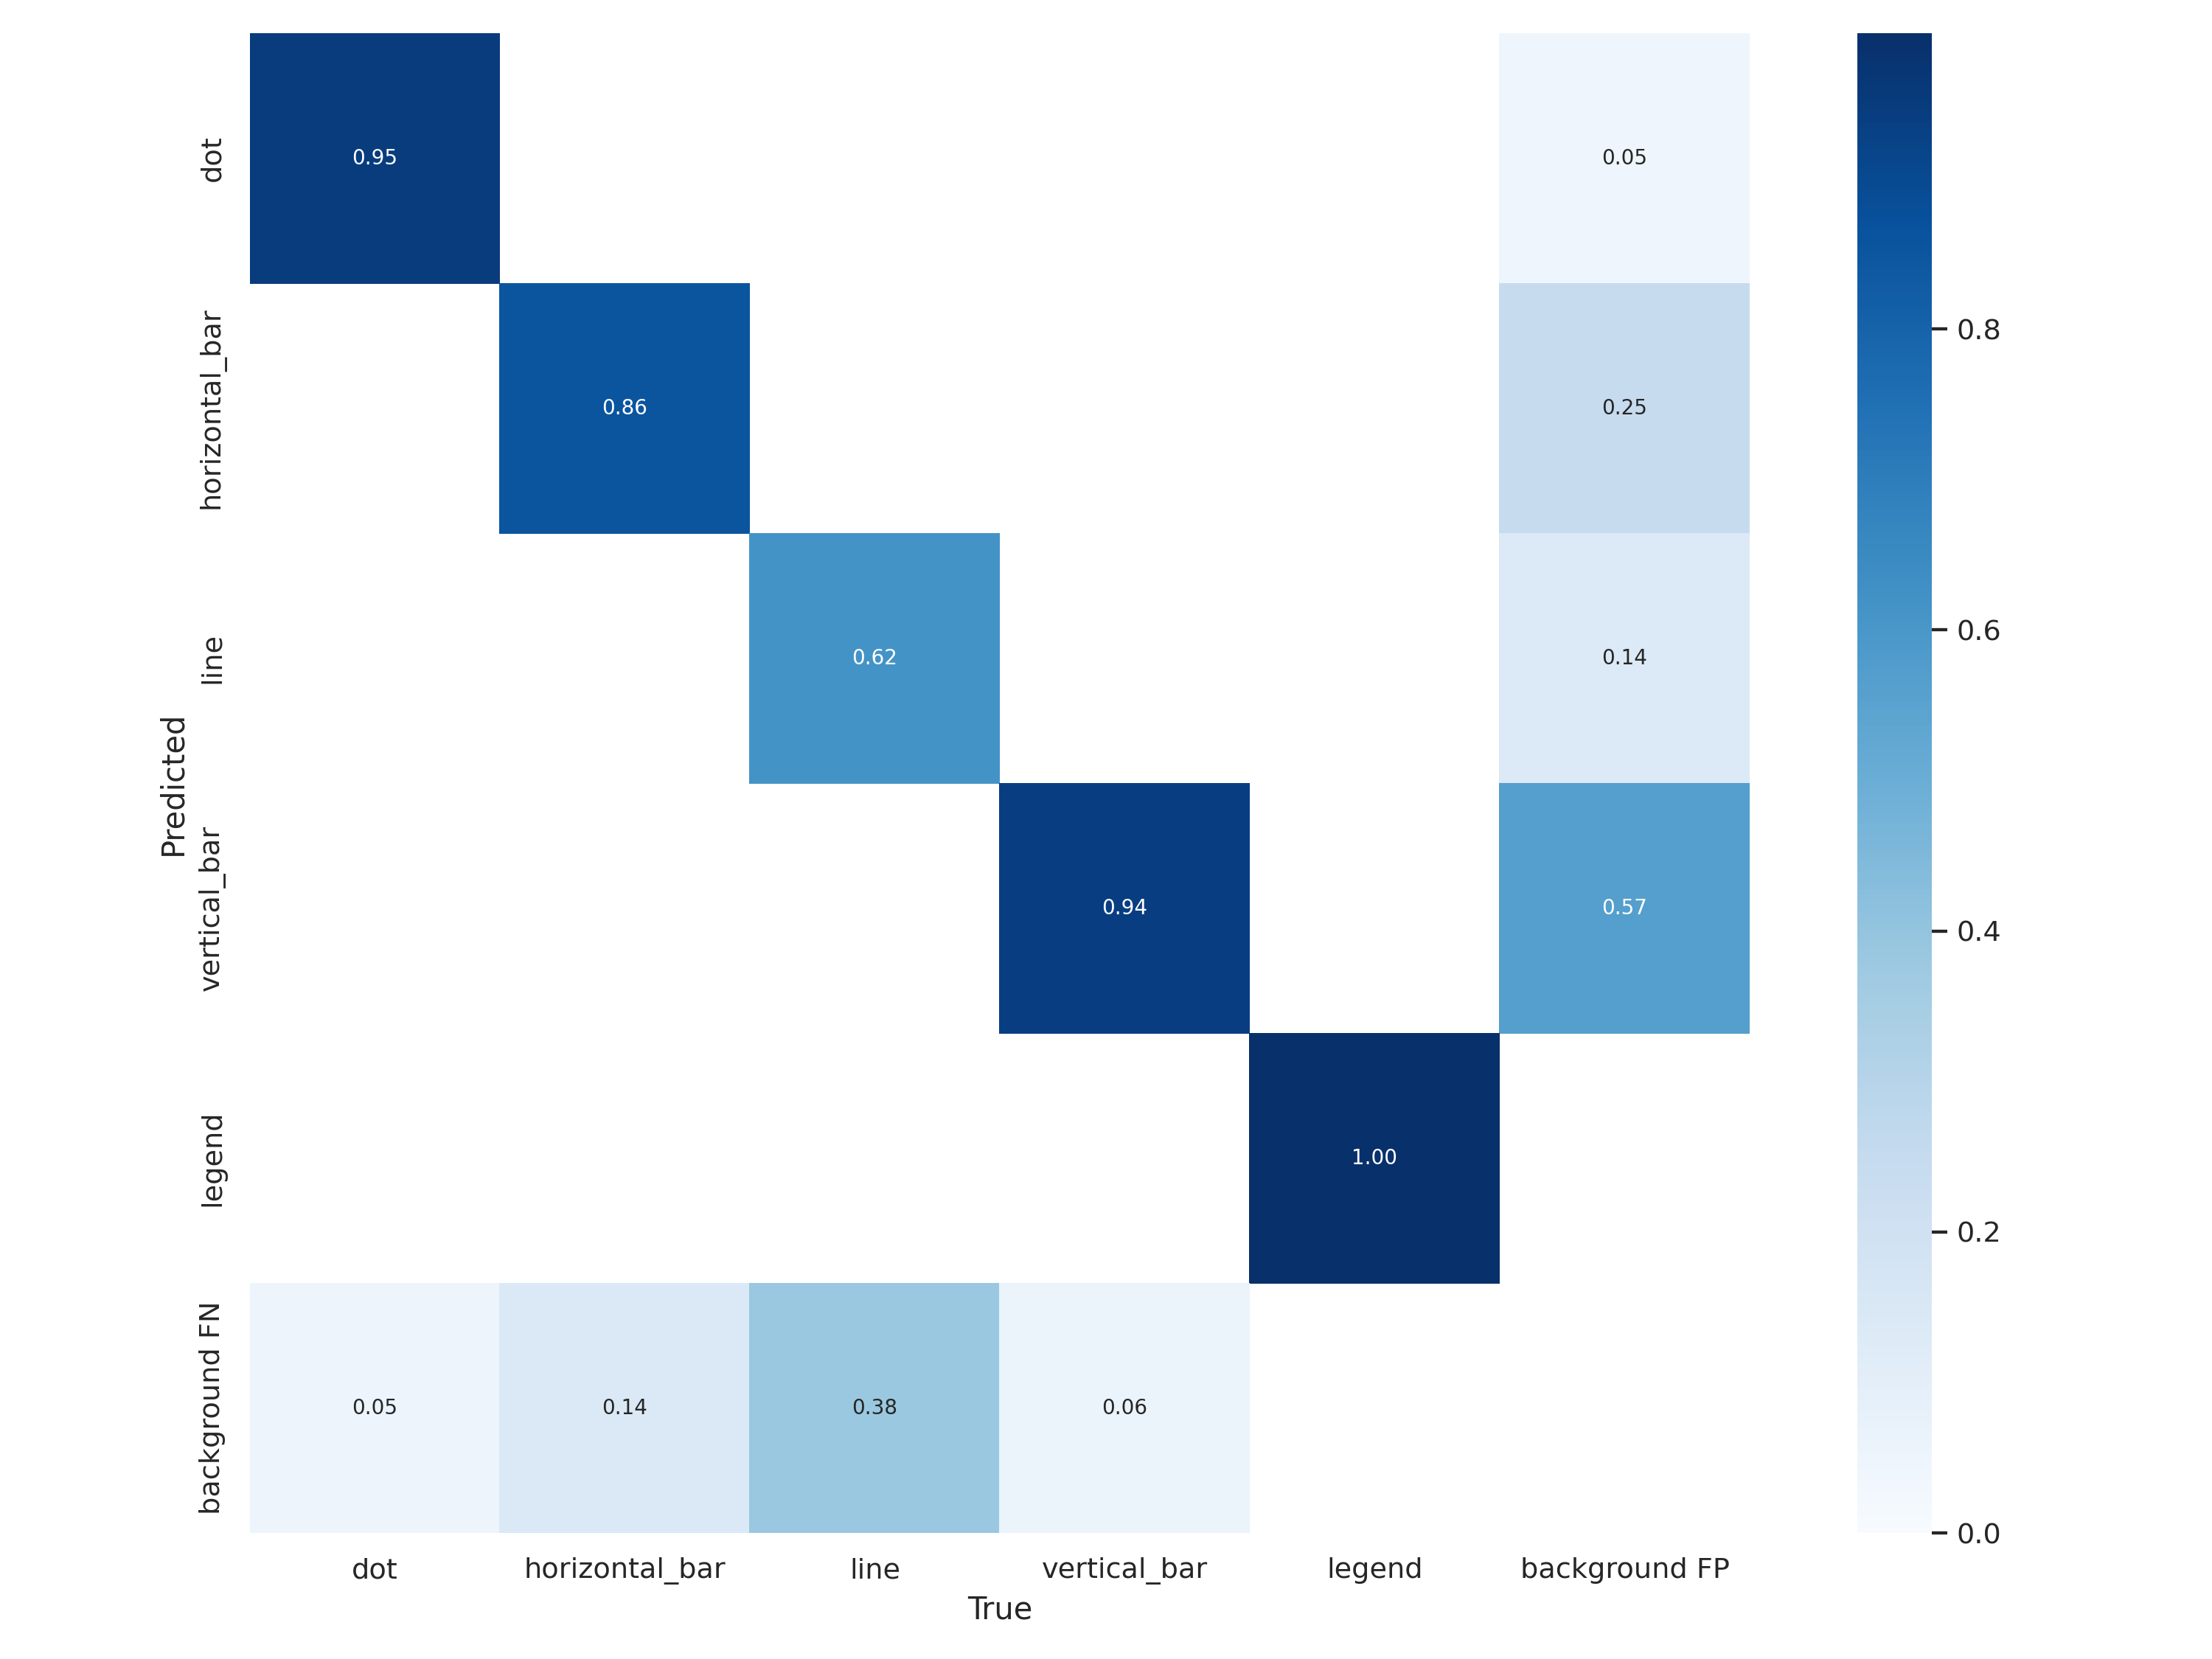 Predicted
dot
0.95
0.05
horizontal_bar
0.86
0.25
line
0.62
0.14
vertical_bar
0.94
0.57
legend
1.00
background FN
0.05
0.14
0.38
0.06
dot
horizontal_bar
line
vertical_bar
legend
background FP
True
0.8
0.6
0.4
0.2
0.0